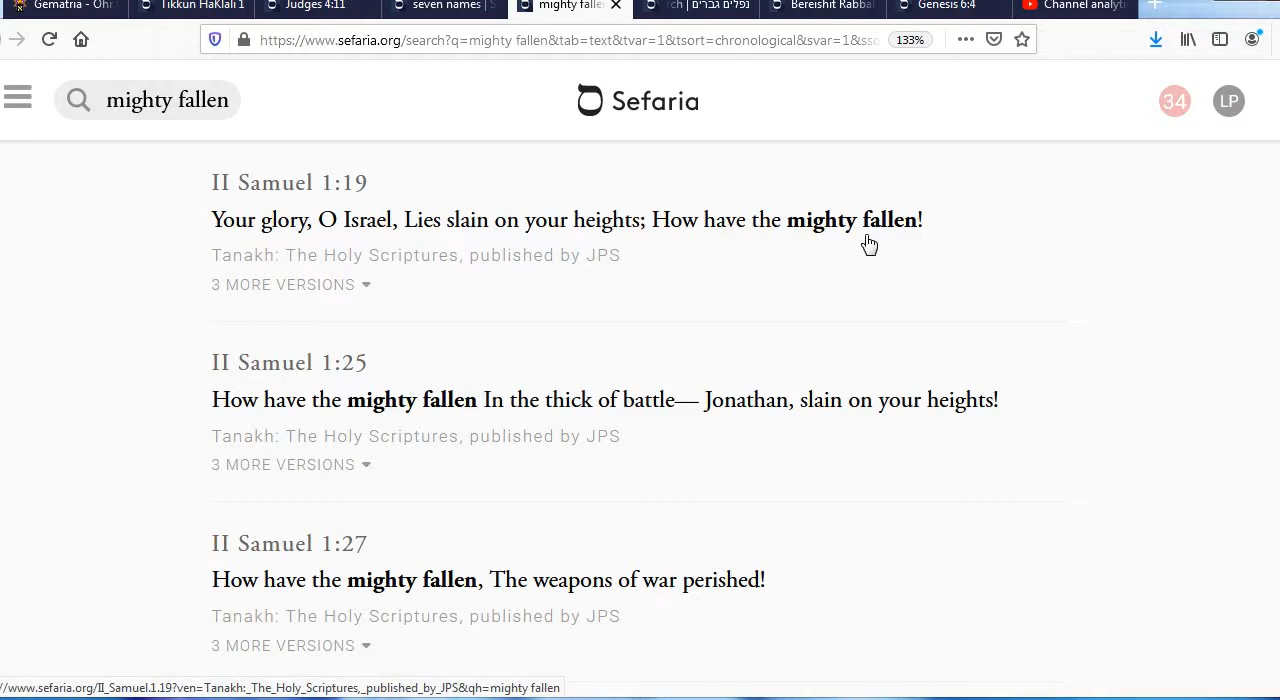 Gematria - Ohr
Tikkun HaKlali 1
Judges 4:11
seven names | S
mighty falle
rch | נפלים גברים
Bereishit Rabbal
Genesis 6:4
Channel analyti
https://www.sefaria.org/search?q=mighty fallen&tab=text&tvar=1&tsort=chronological&svar=1&sso
133%
mighty fallen
Sefaria
34
LP
II Samuel 1:19
Your glory, O Israel, Lies slain on your heights; How have the mighty fallen!
Tanakh: The Holy Scriptures, published by JPS
3 MORE VERSIONS
II Samuel 1:25
How have the mighty fallen In the thick of battle— Jonathan, slain on your heights!
Tanakh: The Holy Scriptures, published by JPS
3 MORE VERSIONS
II Samuel 1:27
How have the mighty fallen, The weapons of war perished!
Tanakh: The Holy Scriptures, published by JPS
3 MORE VERSIONS
//www.sefaria.org/II_Samuel.1.19?ven=Tanakh:_The_Holy_Scriptures,_published_by_JPS&qh=mighty fallen